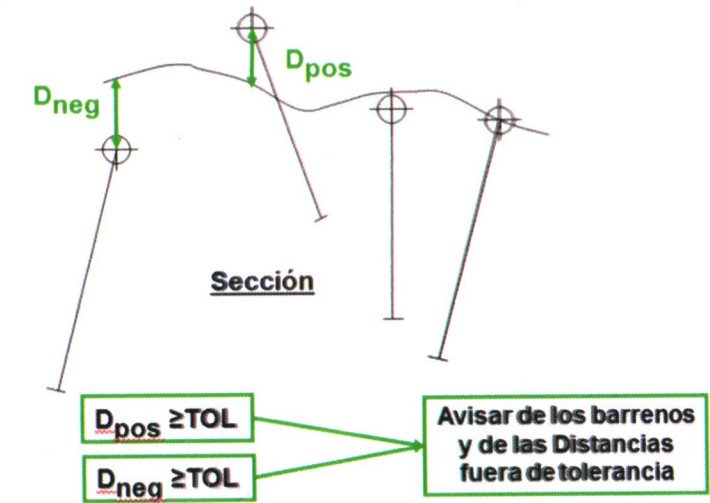 Dpos
Dneg
Sección
Dpos ≥TOL
Dneg ≥TOL
Avisar de los barrenos
y de las Distancias
fuera de tolerancia